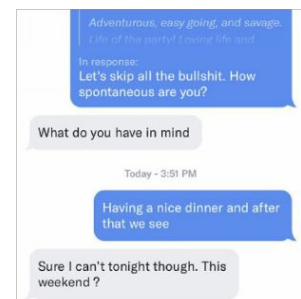 Adventurous, easy going, and savage.
Life of the party! Loving life and
In response:
Let's skip all the bullshit. How
spontaneous are you?
What do you have in mind
Today - 3:51 PM
Having a nice dinner and after
that we see
Sure I can't tonight though. This
weekend ?